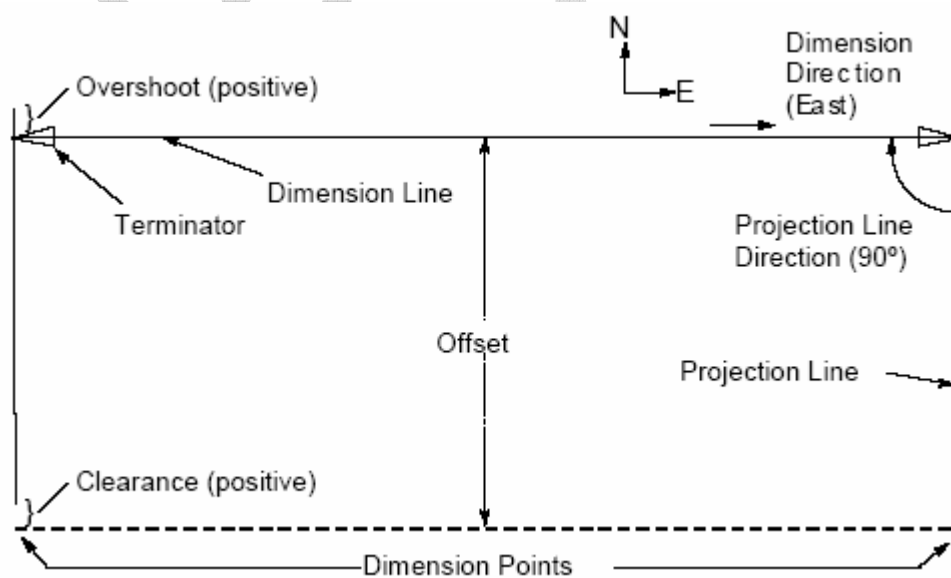 N
E
Dimension
Direction
(East)
Overshoot (positive)
Dimension Line
Terminator
Projection Line
Direction (90º)
Offset
Projection Line
Clearance (positive)
Dimension Points